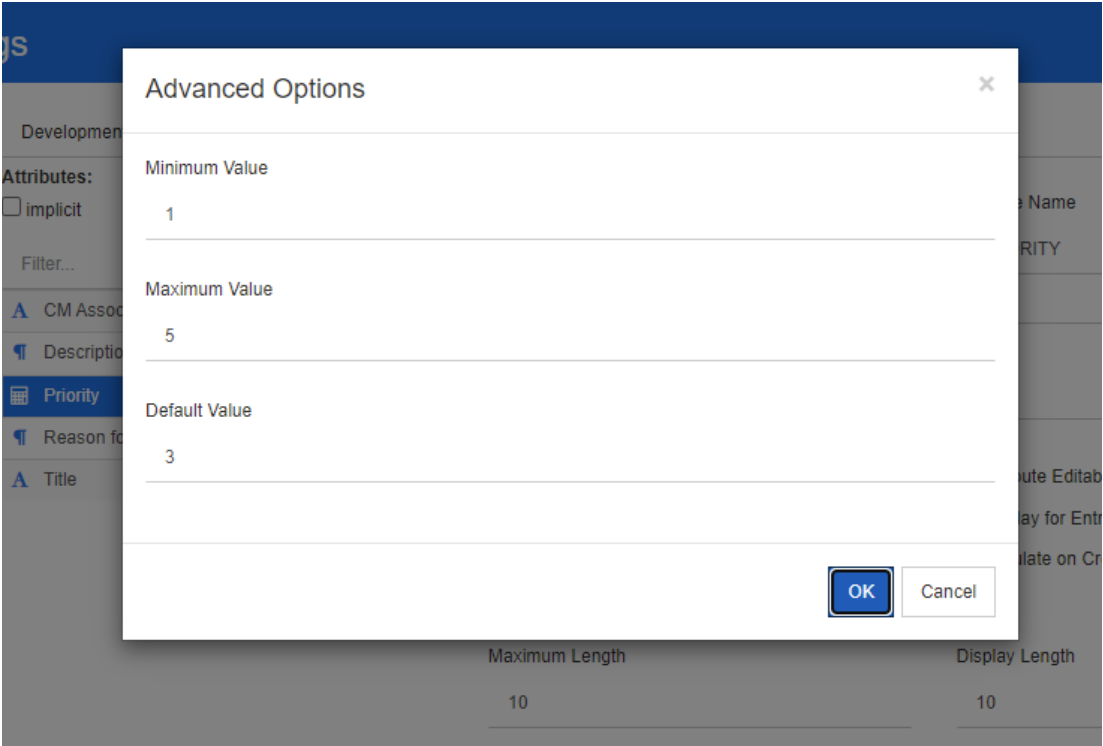 gs
Advanced Options
×
Developmen
Attributes:
implicit
Filter...
A CM Assoc
¶ Descriptio
Priority
¶ Reason fo
A Title
Minimum Value
1
Maximum Value
5
Default Value
3
OK
Cancel
e Name
RITY
ute Editab
lay for Entr
late on Cr
Maximum Length
10
Display Length
10